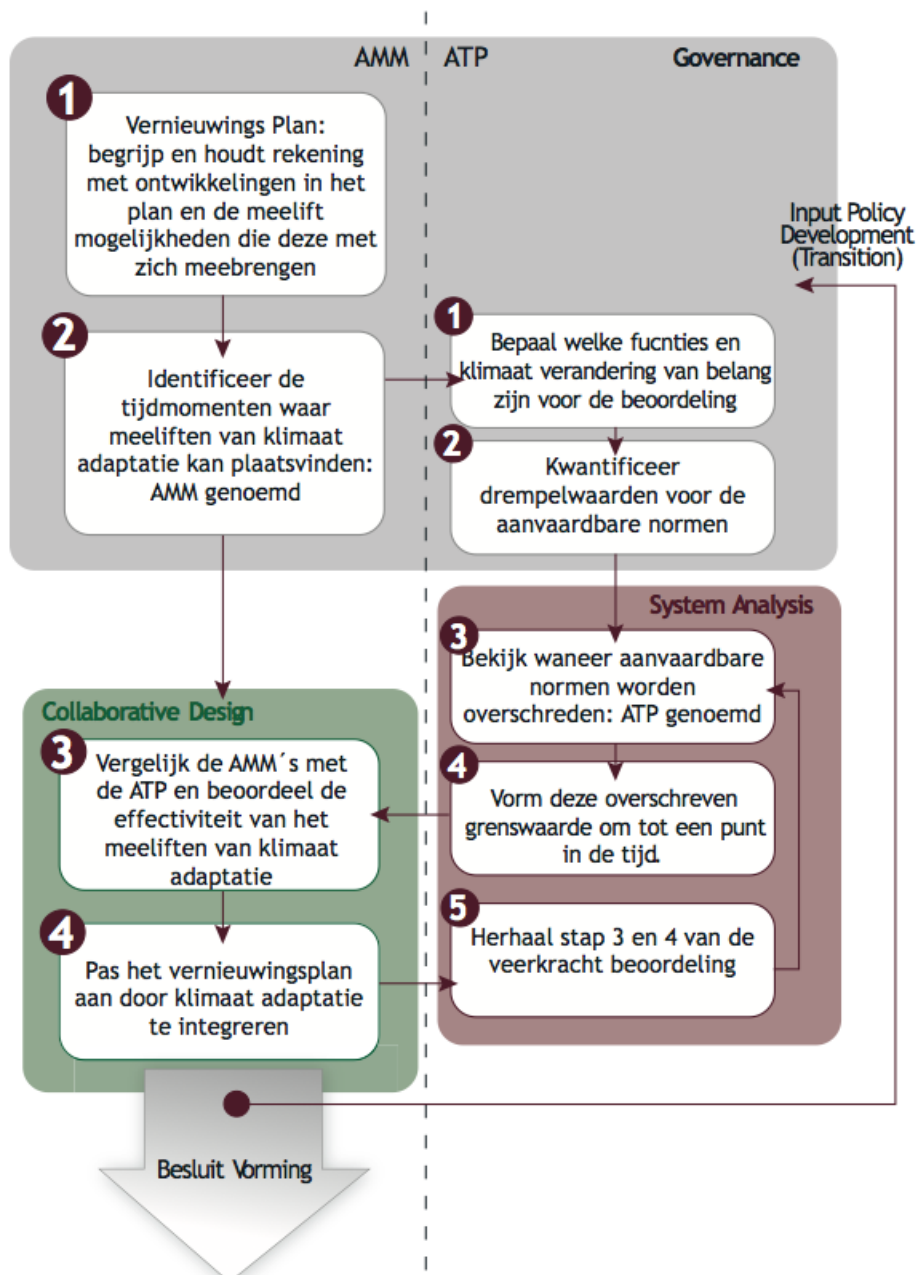 AMM
ATP
Governance
1
Vernieuwings Plan:
begrijp en houdt rekening
met ontwikkelingen in het
plan en de meelift
mogelijkheden die deze met
zich meebrengen
Input Policy
Development
(Transition)
2
Identificeer de
tijdmomenten waar
meeliften van klimaat
adaptatie kan plaatsvinden:
AMM genoemd
1
Bepaal welke fucnties en
klimaat verandering van belang
zijn voor de beoordeling
2
Kwantificeer
drempelwaarden voor de
aanvaardbare normen
System Analysis
3
Bekijk waneer aanvaardbare
normen worden
overschreden: ATP genoemd
4
Vorm deze overschreven
grenswaarde om tot een punt
in de tijd.
5
Herhaal stap 3 en 4 van de
veerkracht beoordeling
Collaborative Design
3
Vergelijk de AMM´s met
de ATP en beoordeel de
effectiviteit van het
meeliften van klimaat
adaptatie
4
Pas het vernieuwingsplan
aan door klimaat adaptatie
te integreren
Besluit Vorming